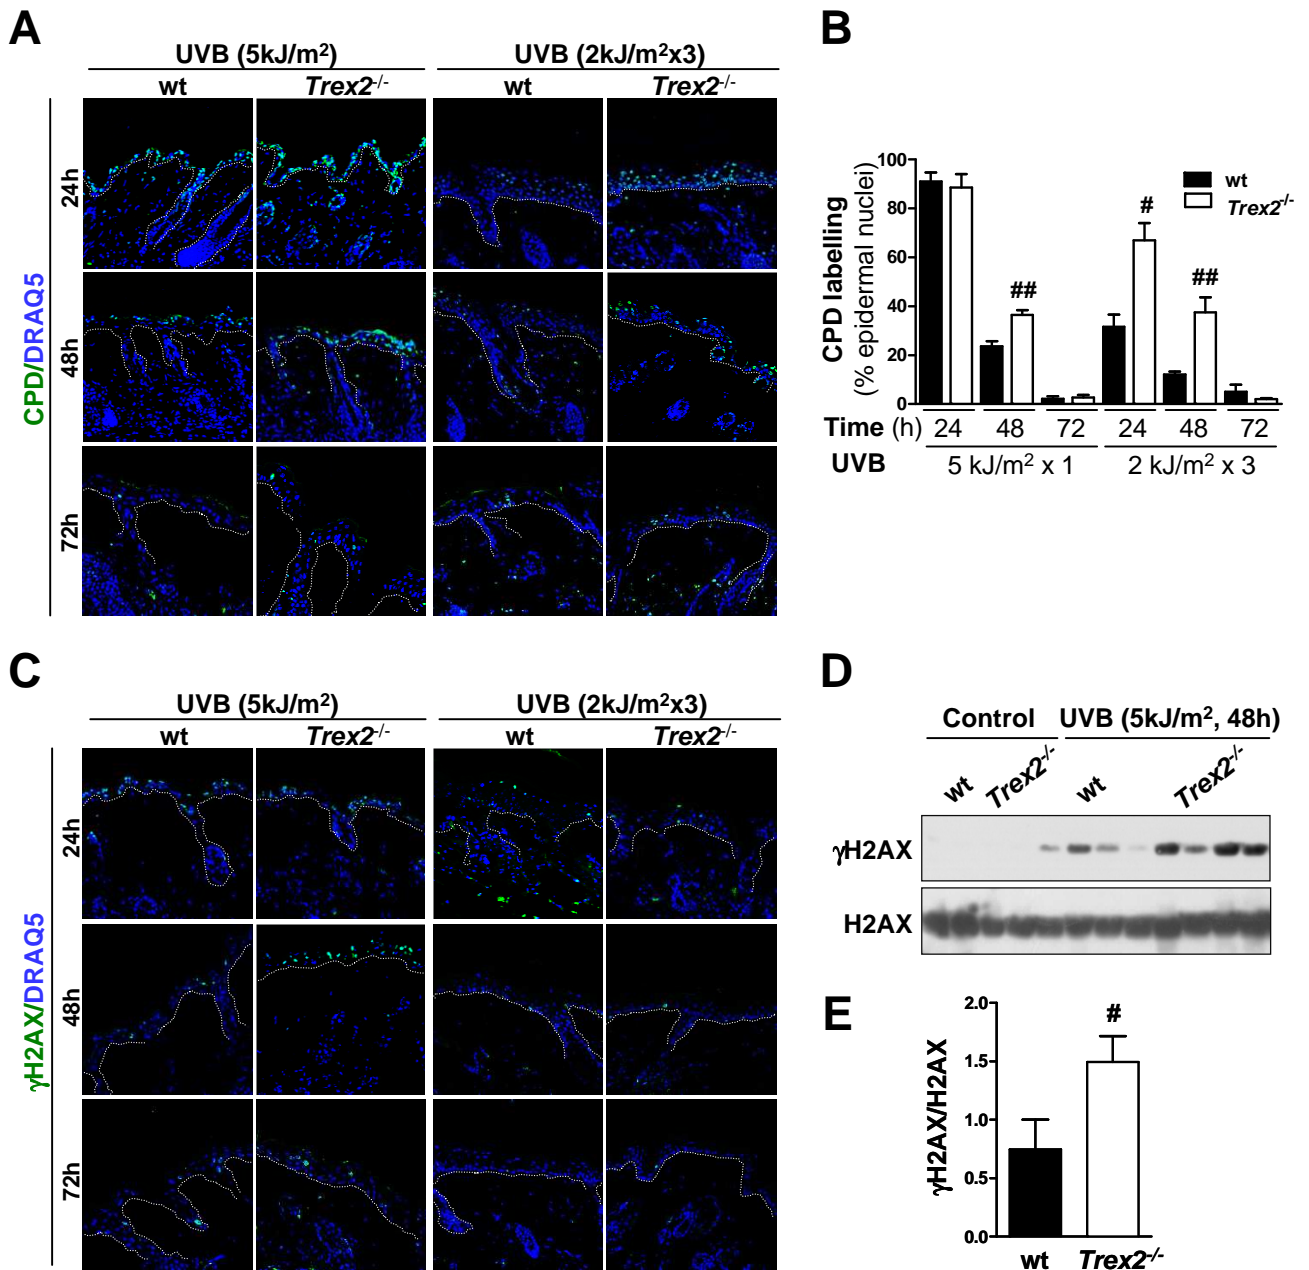 A
UVB (5kJ/m²) UVB (2kJ/m²x3)
wt Trex2⁻/⁻ wt Trex2⁻/⁻
CPD/DRAQ5
24h
48h
72h
B
CPD labelling
(% epidermal nuclei)
100
80
60
40
20
0
wt
Trex2⁻/⁻
## # ##
Time (h) 24 48 72 24 48 72
UVB 5 kJ/m² x 1 2 kJ/m² x 3
C
UVB (5kJ/m²) UVB (2kJ/m²x3)
wt Trex2⁻/⁻ wt Trex2⁻/⁻
γH2AX/DRAQ5
24h
48h
72h
D
Control UVB (5kJ/m², 48h)
wt Trex2⁻/⁻ wt Trex2⁻/⁻
γH2AX
H2AX
E
γH2AX/H2AX
2.0
1.5
1.0
0.5
0.0
#
wt Trex2⁻/⁻